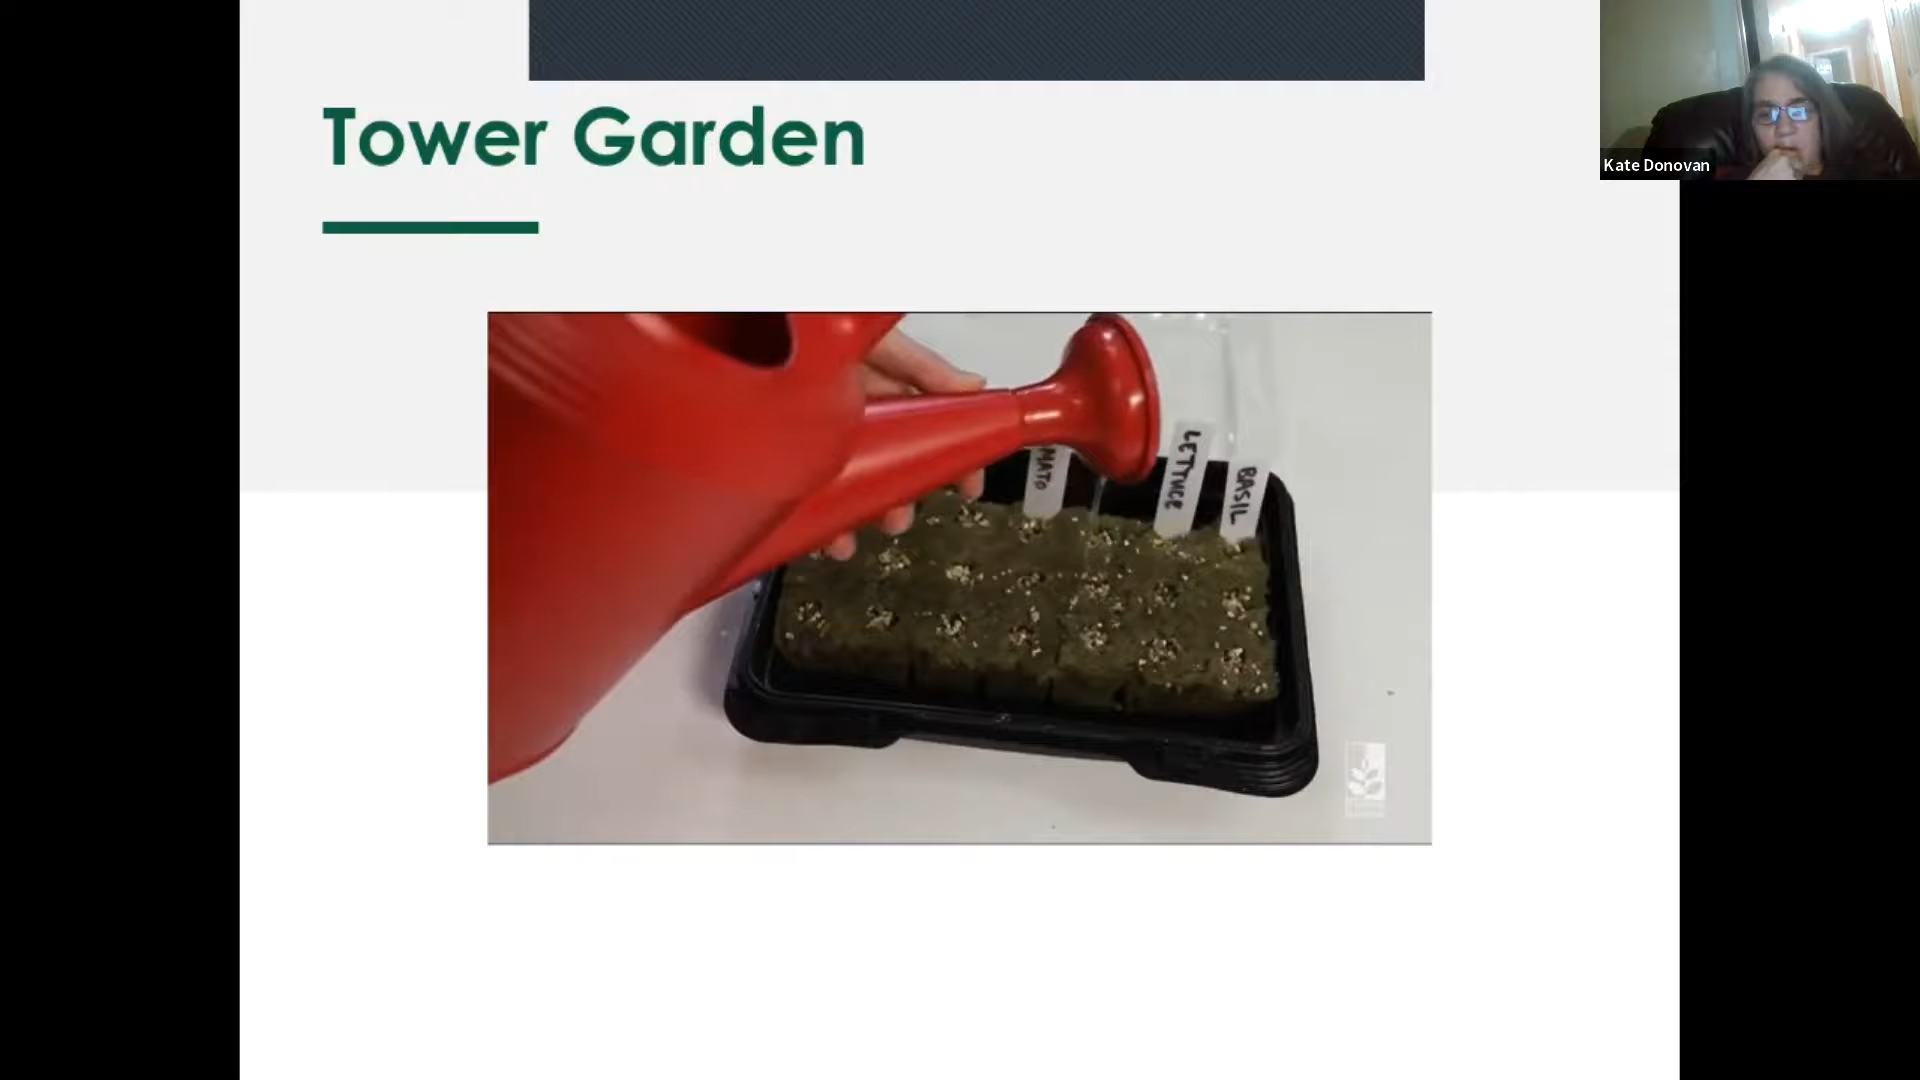 Tower Garden
Kate Donovan
MATO
LETTUCE
BASIL